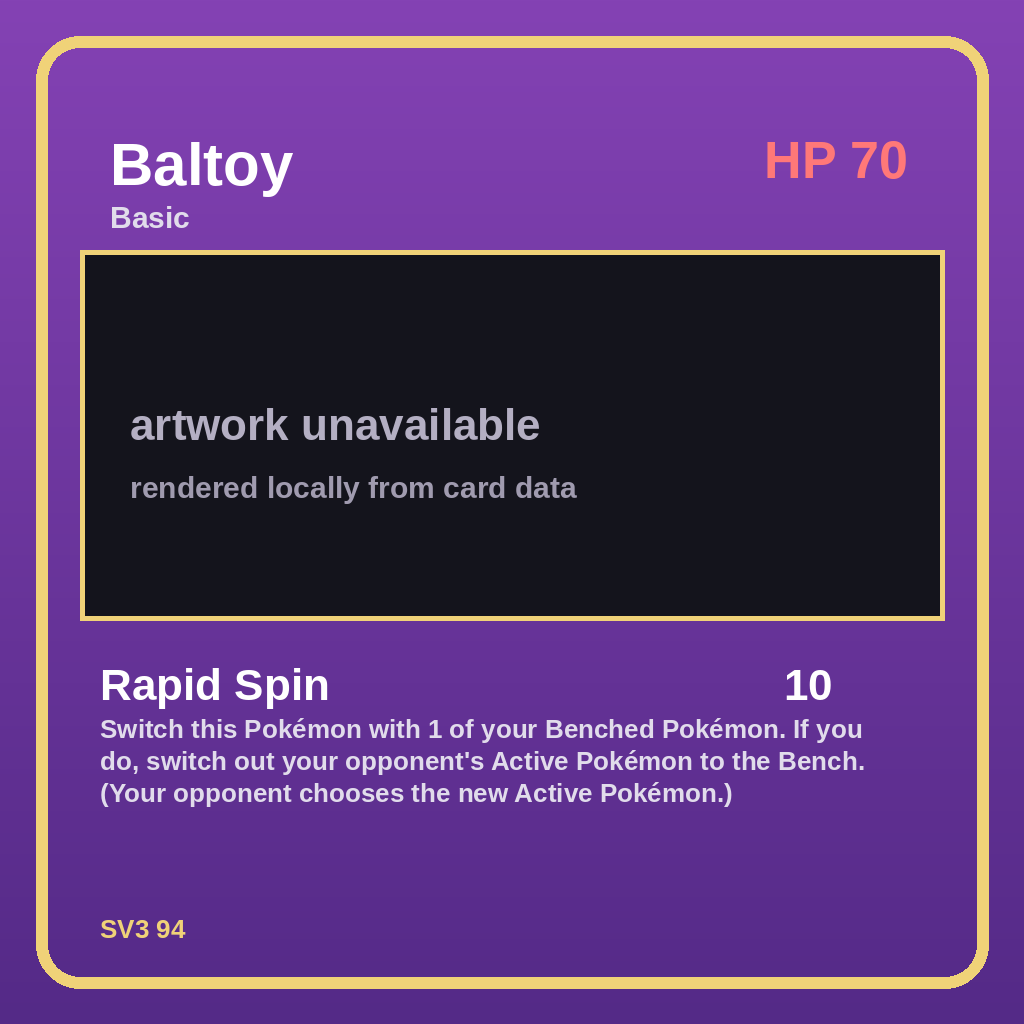 Baltoy
HP 70
Basic
artwork unavailable
rendered locally from card data
Rapid Spin
10
Switch this Pokémon with 1 of your Benched Pokémon. If you
do, switch out your opponent's Active Pokémon to the Bench.
(Your opponent chooses the new Active Pokémon.)
SV3 94